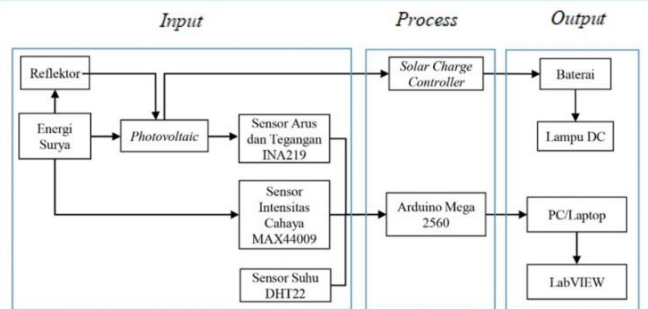 Input
Process
Output
Reflektor
Energi
Surya
Photovoltaic
Sensor Arus
dan Tegangan
INA219
Sensor
Intensitas
Cahaya
MAX44009
Sensor Suhu
DHT22
Solar Charge
Controller
Arduino Mega
2560
Baterai
Lampu DC
PC/Laptop
LabVIEW